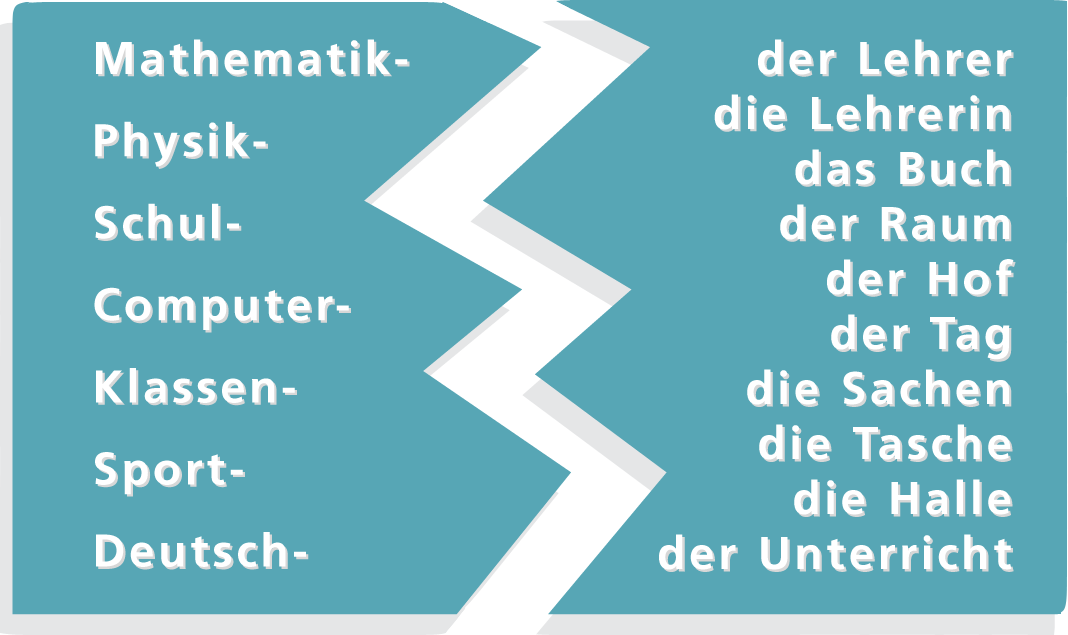 Mathematik-
Physik-
Schul-
Computer-
Klassen-
Sport-
Deutsch-
der Lehrer
die Lehrerin
das Buch
der Raum
der Hof
der Tag
die Sachen
die Tasche
die Halle
der Unterricht